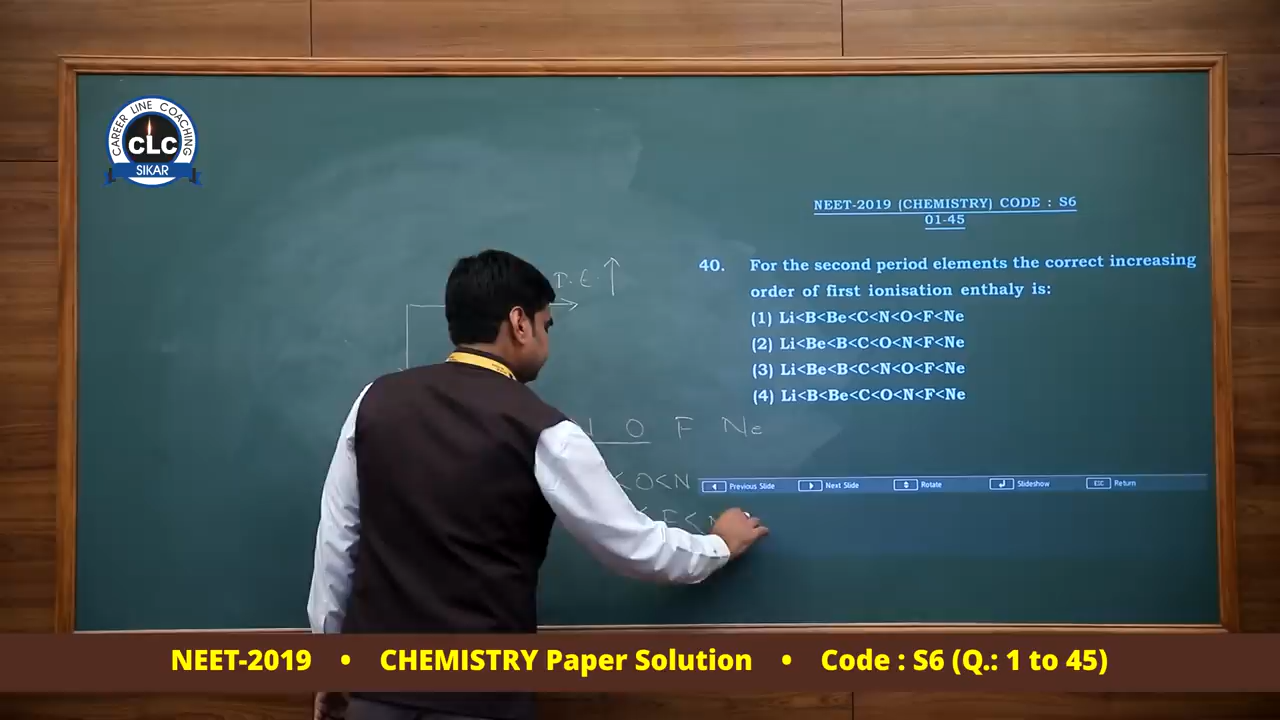 CAREER LINE COACHING
CLC
SIKAR
NEET-2019 (CHEMISTRY) CODE : S6
01-45
40. For the second period elements the correct increasing
order of first ionisation enthaly is:
(1) Li<B<Be<C<N<O<F<Ne
(2) Li<Be<B<C<O<N<F<Ne
(3) Li<Be<B<C<N<O<F<Ne
(4) Li<B<Be<C<O<N<F<Ne
I.E. ↑
O F Ne
<O<N
< F <
Previous Slide Next Slide Rotate Slideshow ESC Return
NEET-2019 • CHEMISTRY Paper Solution • Code : S6 (Q.: 1 to 45)